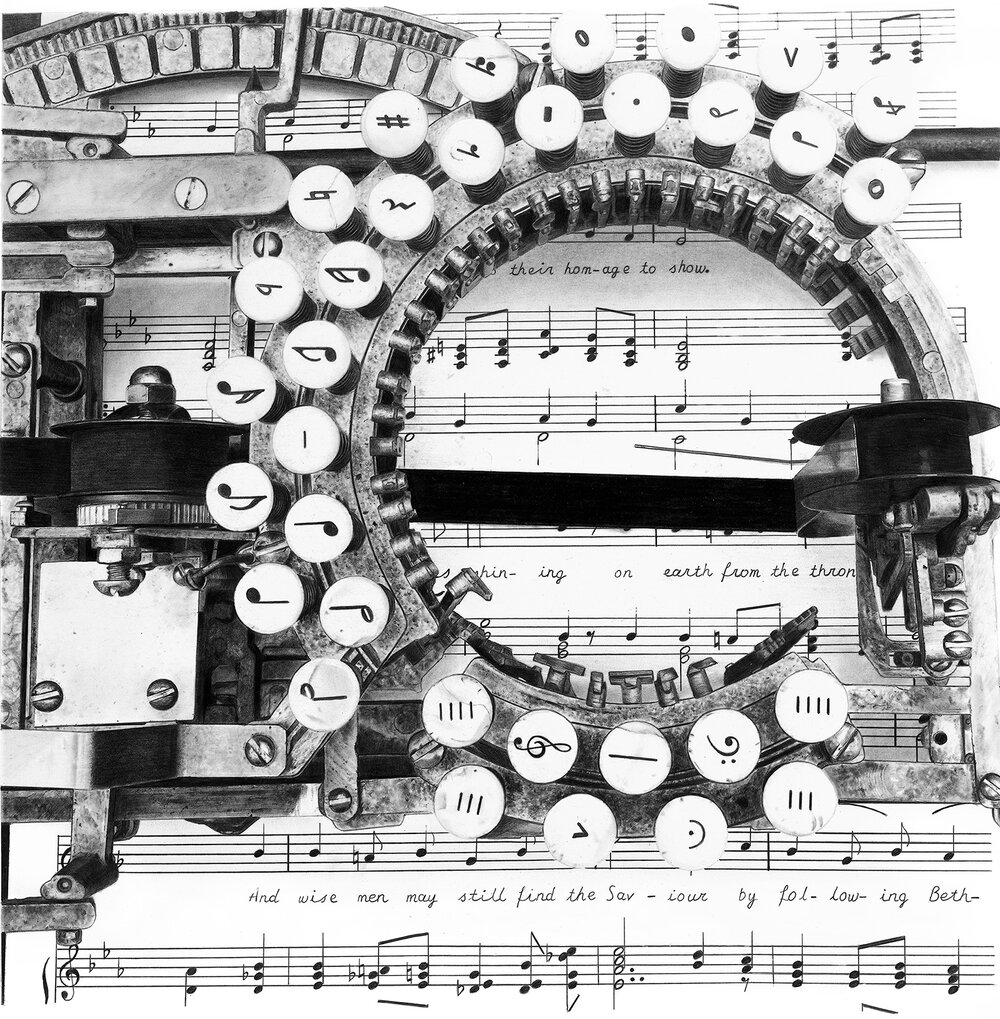 their hom-age to show.
shin- ing on earth from the thron
And wise men may still find the Sav - iour by fol- low- ing Beth-